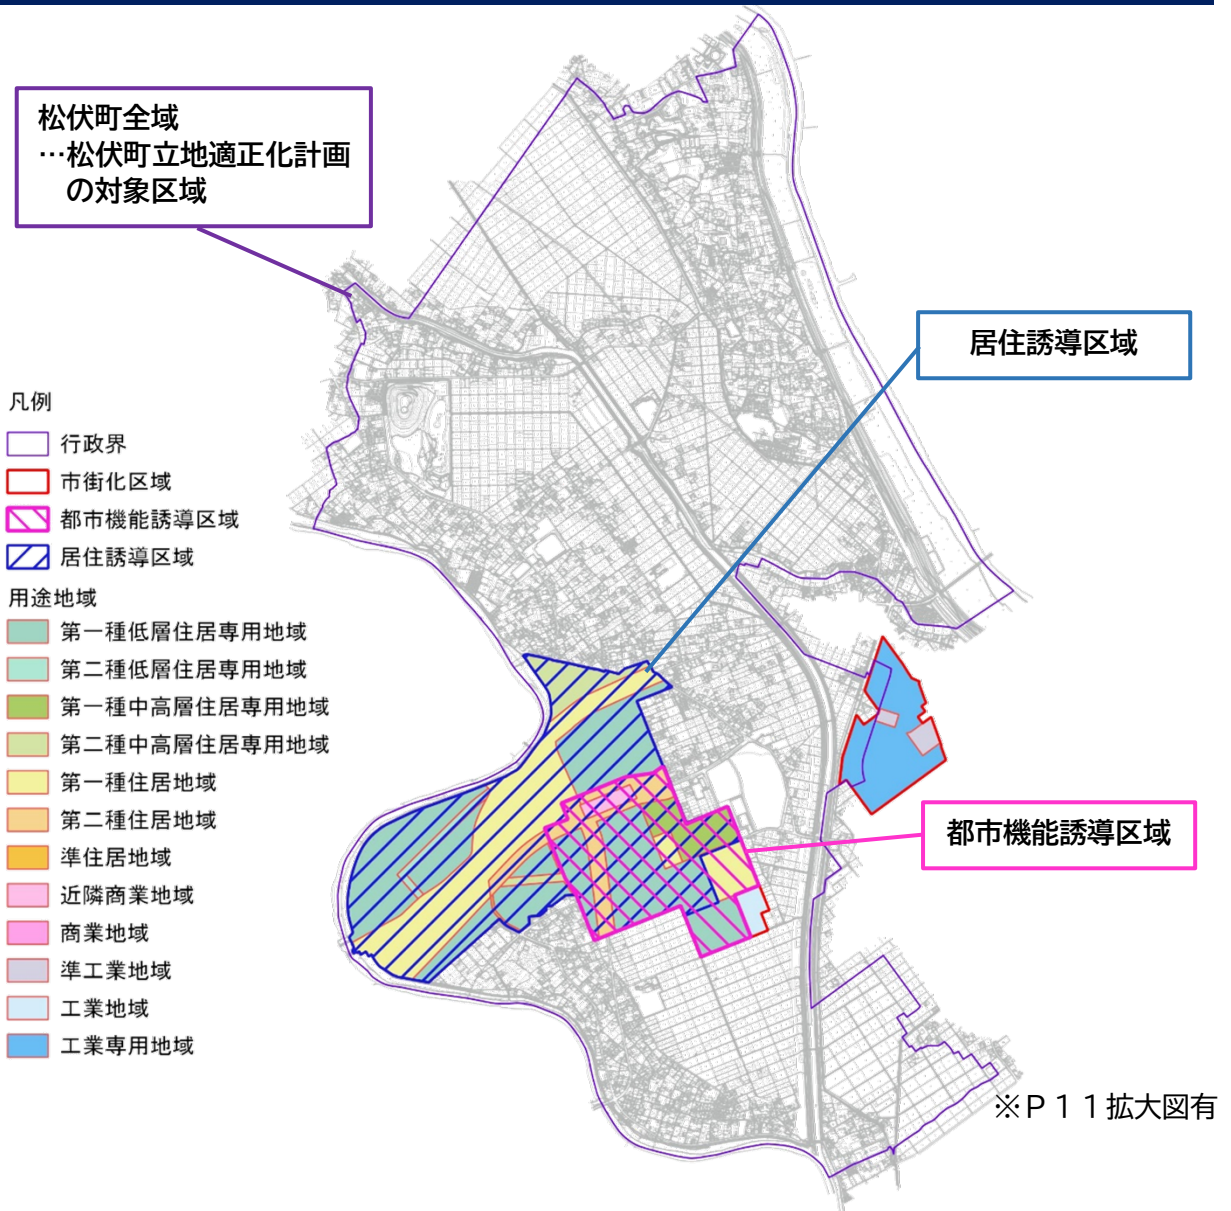 松伏町全域
…松伏町立地適正化計画
の対象区域
居住誘導区域
凡例
行政界
市街化区域
都市機能誘導区域
居住誘導区域
用途地域
第一種低層住居専用地域
第二種低層住居専用地域
第一種中高層住居専用地域
第二種中高層住居専用地域
第一種住居地域
第二種住居地域
準住居地域
近隣商業地域
商業地域
準工業地域
工業地域
工業専用地域
都市機能誘導区域
※P１１拡大図有